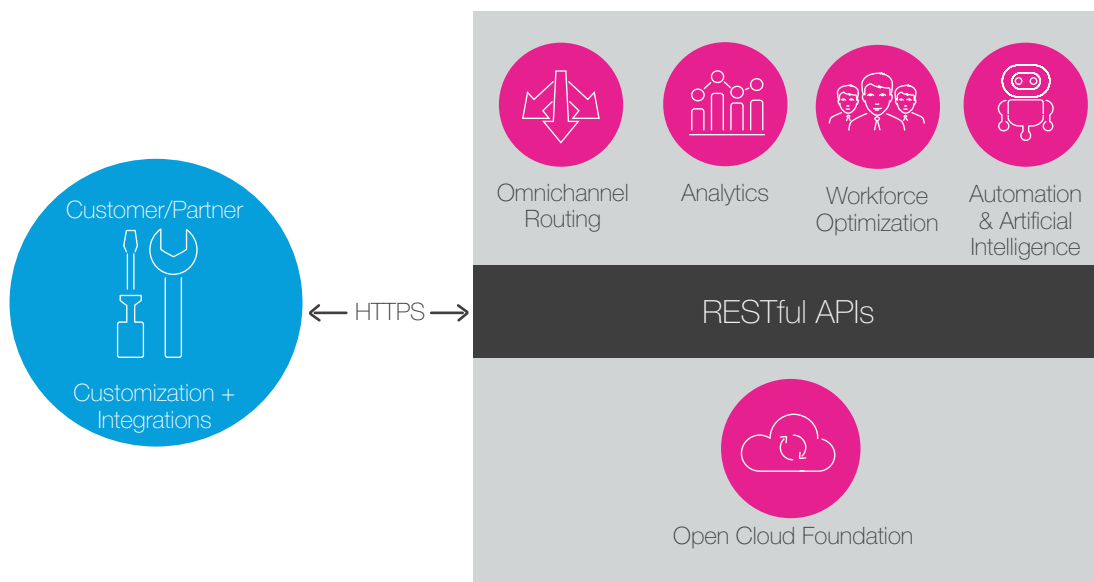 Customer/Partner
Customization +
Integrations
HTTPS
Omnichannel
Routing
Analytics
Workforce
Optimization
Automation
& Artificial
Intelligence
RESTful APIs
Open Cloud Foundation